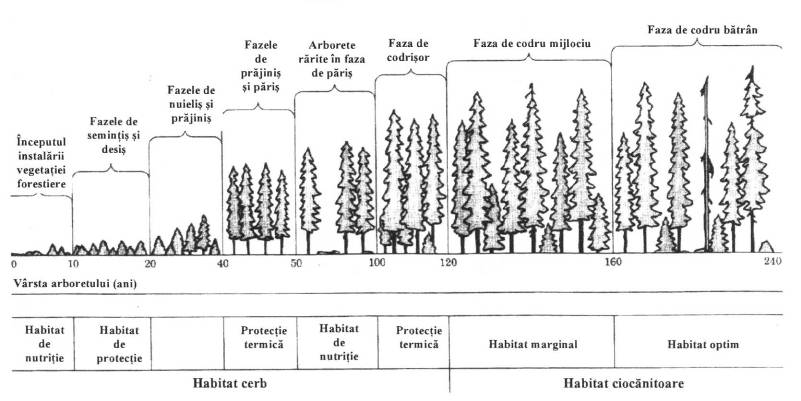 Începutul
instalării
vegetației
forestiere
Fazele de
semințiș și
desiș
Fazele de
nuieliș și
prăjiniș
Fazele
de
prăjiniș
și păriș
Arborete
rărite în faza
de păriș
Faza de
codrișor
Faza de codru mijlociu
Faza de codru bătrân
0 10 20 40 50 100 120 160 240
Vârsta arboretului (ani)
Habitat
de
nutriție
Habitat
de
protecție
Protecție
termică
Habitat
de
nutriție
Protecție
termică
Habitat marginal
Habitat optim
Habitat cerb
Habitat ciocănitoare